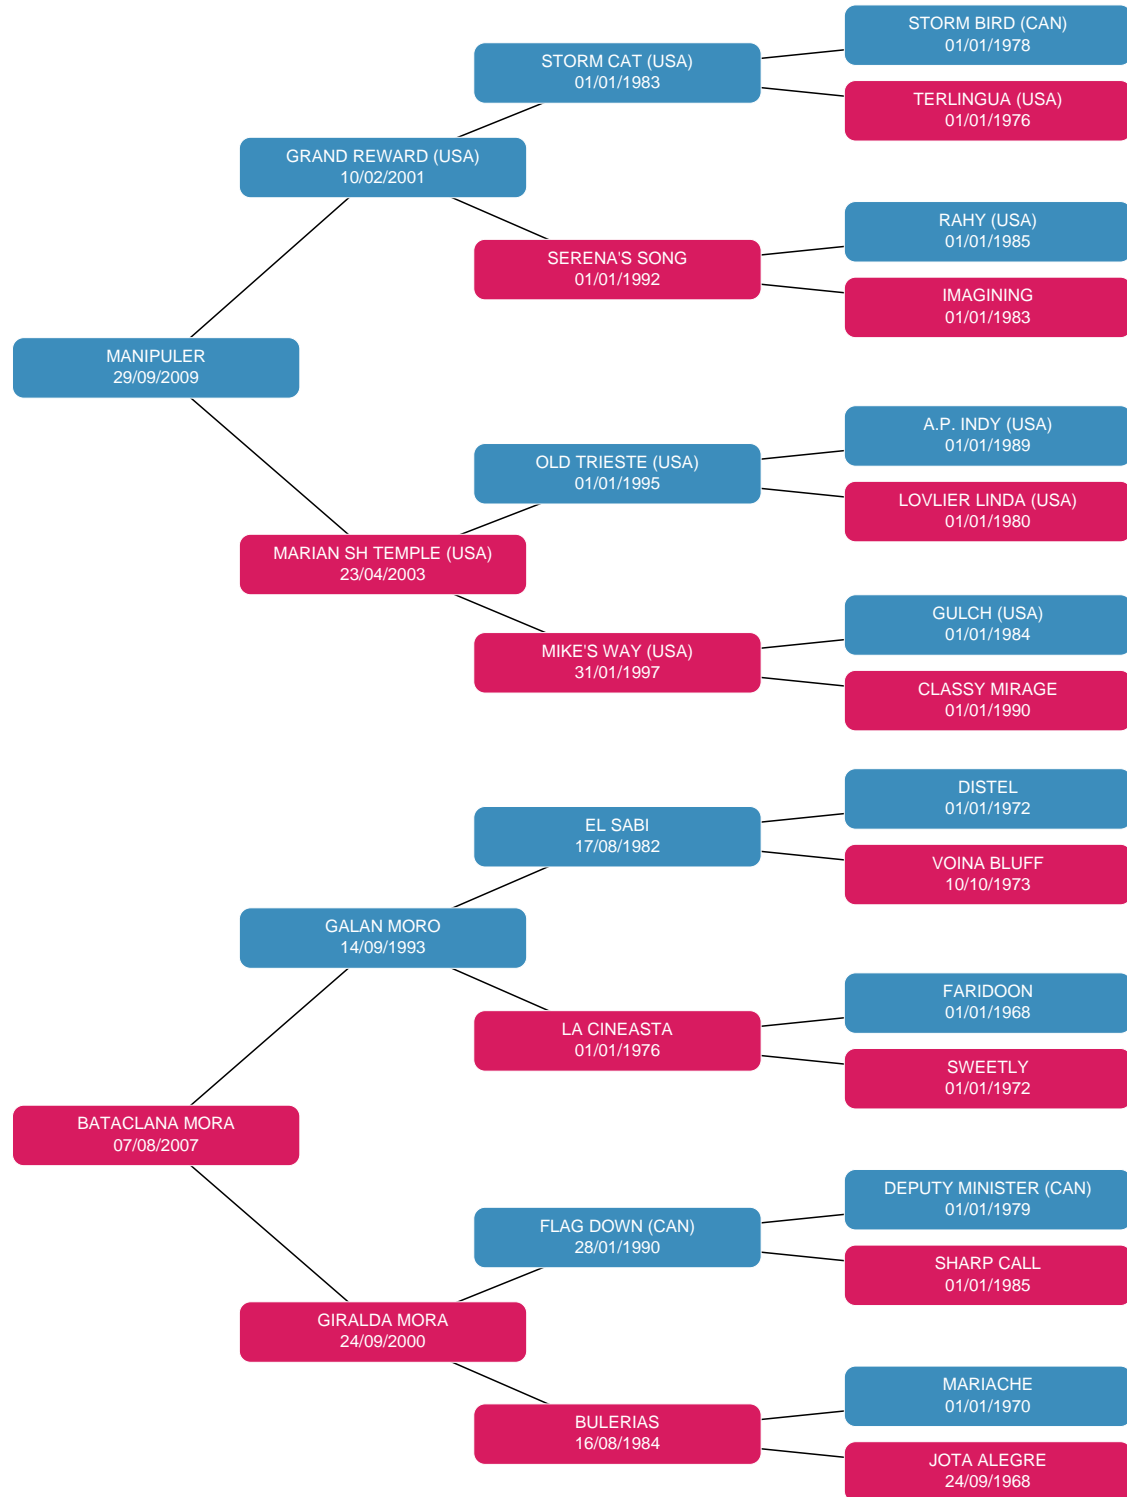 STORM BIRD (CAN)
01/01/1978
STORM CAT (USA)
01/01/1983
TERLINGUA (USA)
01/01/1976
GRAND REWARD (USA)
10/02/2001
RAHY (USA)
01/01/1985
SERENA'S SONG
01/01/1992
IMAGINING
01/01/1983
MANIPULER
29/09/2009
A.P. INDY (USA)
01/01/1989
OLD TRIESTE (USA)
01/01/1995
LOVLIER LINDA (USA)
01/01/1980
MARIAN SH TEMPLE (USA)
23/04/2003
GULCH (USA)
01/01/1984
MIKE'S WAY (USA)
31/01/1997
CLASSY MIRAGE
01/01/1990
DISTEL
01/01/1972
EL SABI
17/08/1982
VOINA BLUFF
10/10/1973
GALAN MORO
14/09/1993
FARIDOON
01/01/1968
LA CINEASTA
01/01/1976
SWEETLY
01/01/1972
BATACLANA MORA
07/08/2007
DEPUTY MINISTER (CAN)
01/01/1979
FLAG DOWN (CAN)
28/01/1990
SHARP CALL
01/01/1985
GIRALDA MORA
24/09/2000
MARIACHE
01/01/1970
BULERIAS
16/08/1984
JOTA ALEGRE
24/09/1968